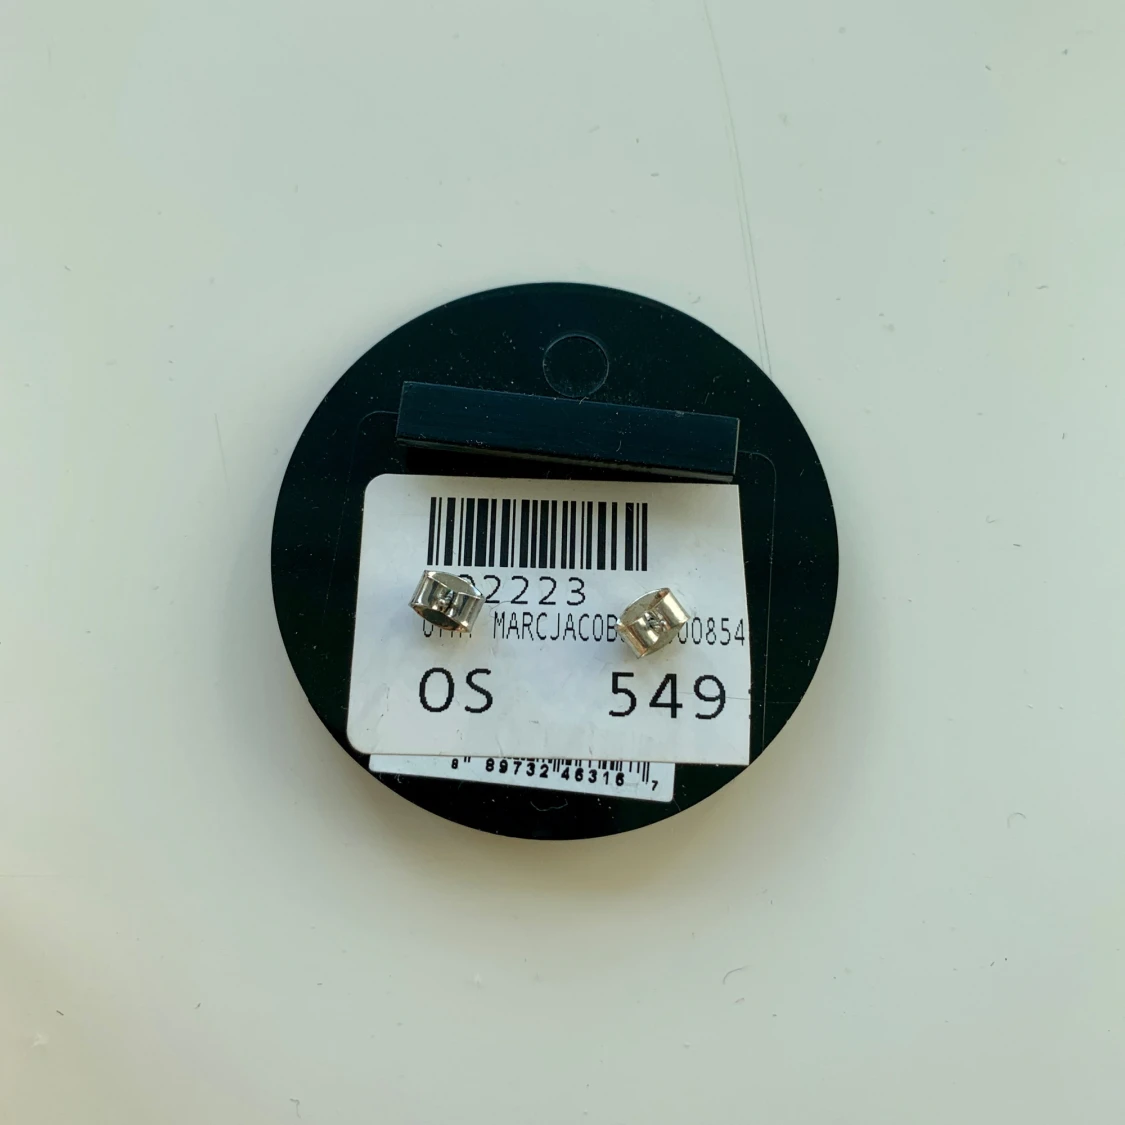 2223
MARCJACOB 00854
OS 549
8 89732 46316 7